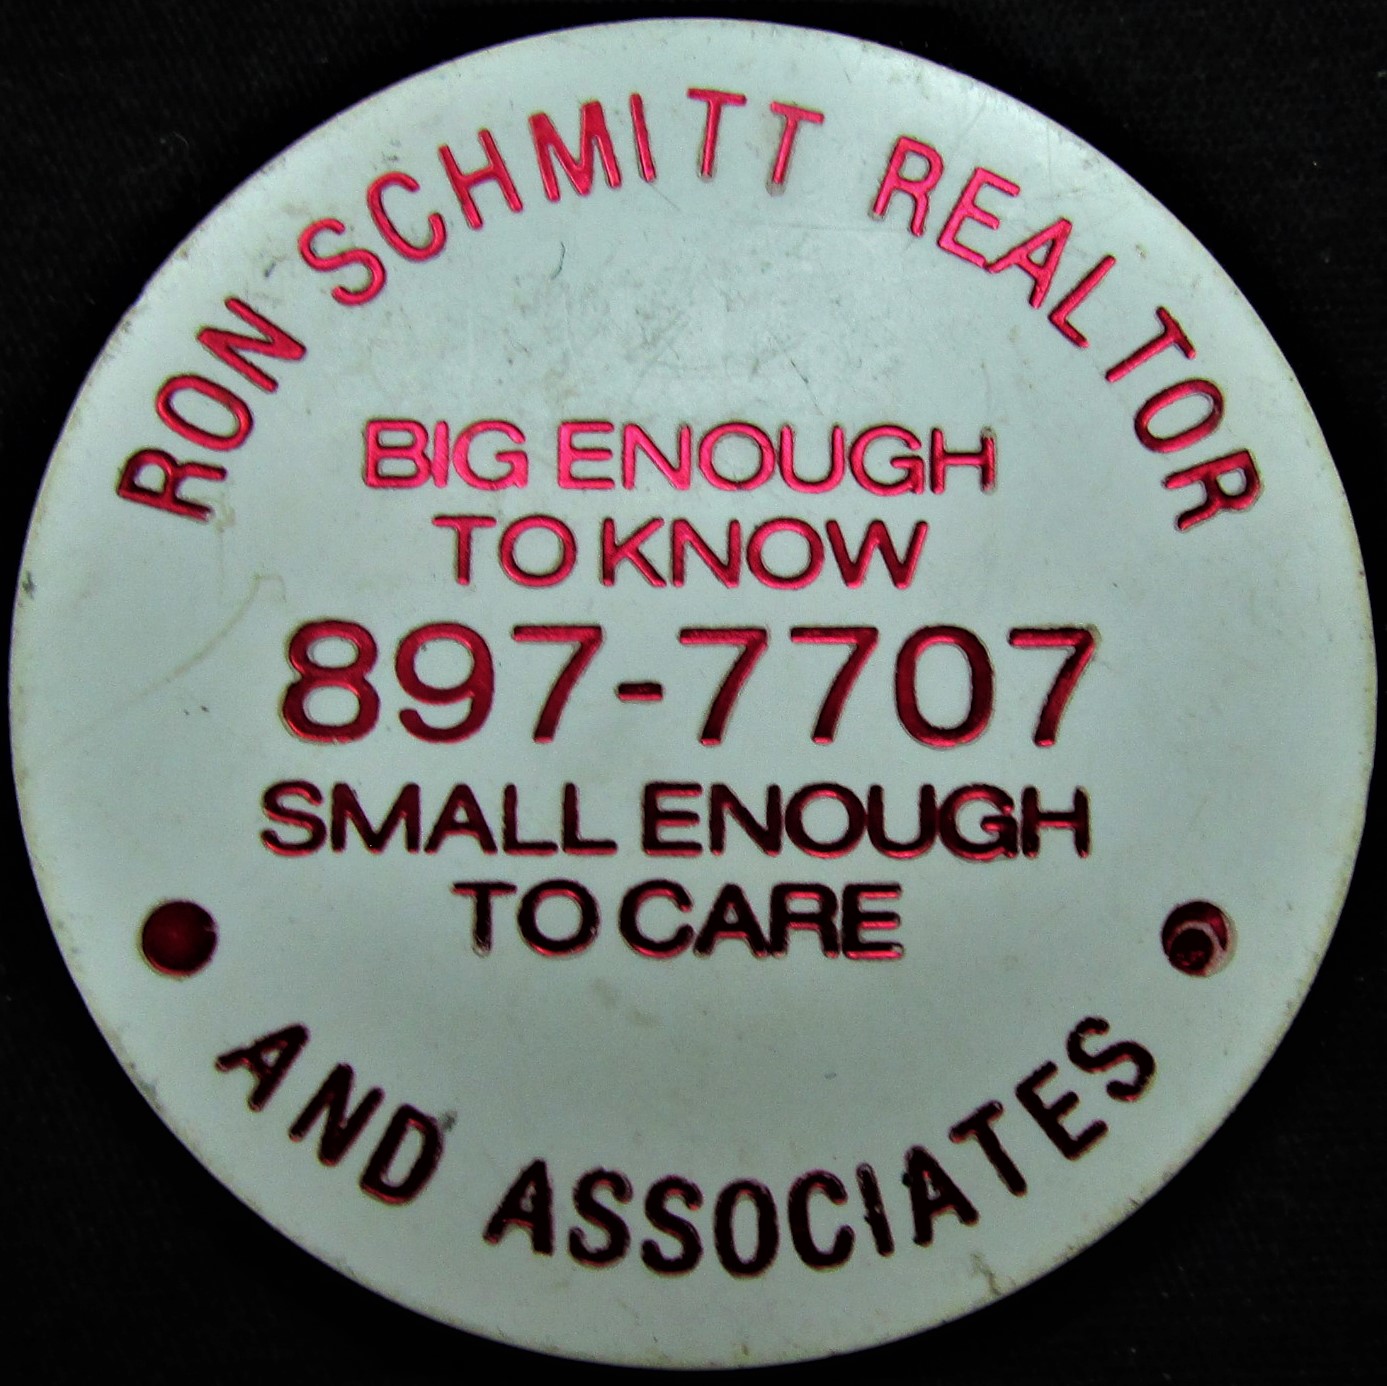 RON SCHMITT REALTOR
BIG ENOUGH
TO KNOW
897-7707
SMALL ENOUGH
TO CARE
AND ASSOCIATES